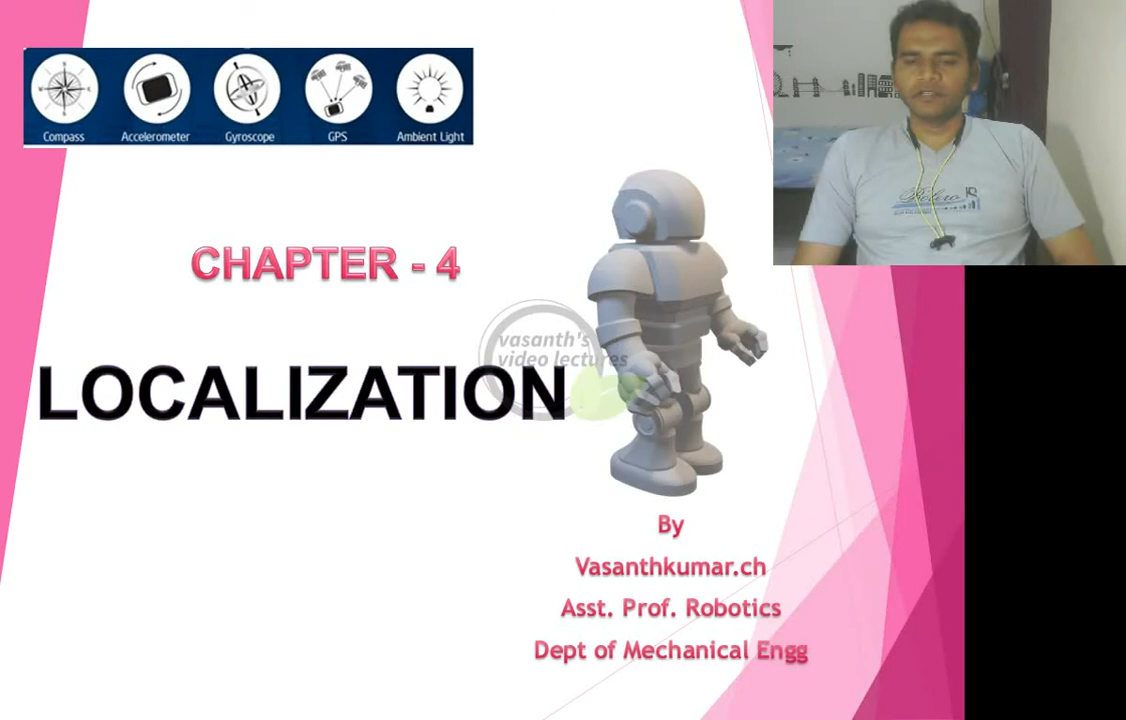 Compass Accelerometer Gyroscope GPS Ambient Light
CHAPTER - 4
vasanth's
video lectures
LOCALIZATION
By
Vasanthkumar.ch
Asst. Prof. Robotics
Dept of Mechanical Engg